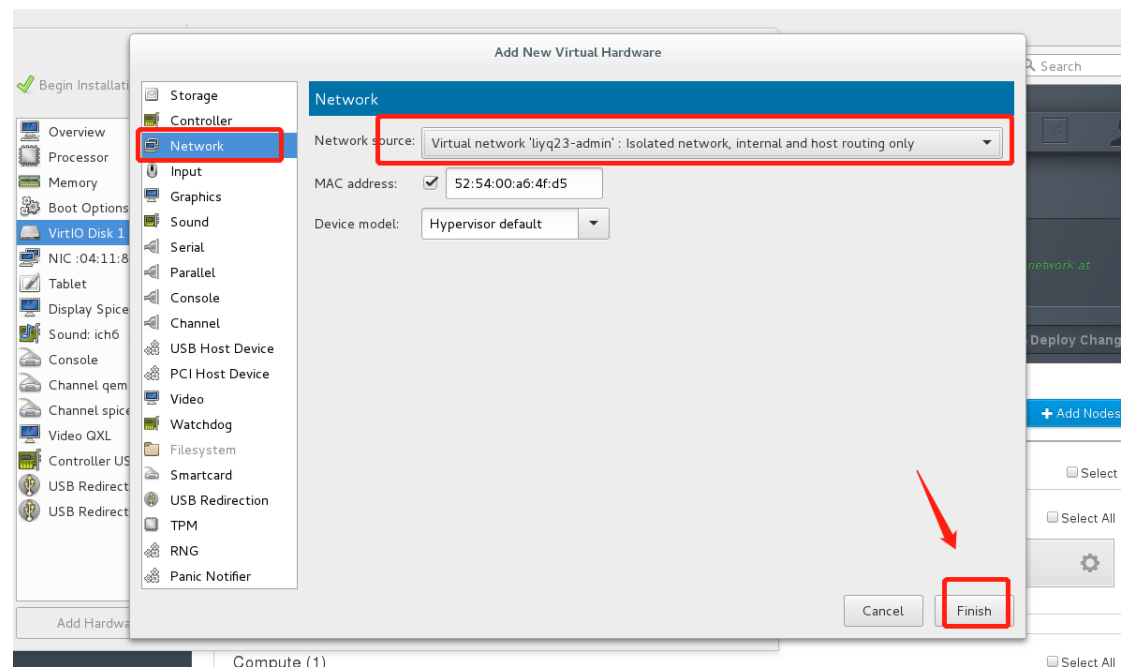 Add New Virtual Hardware
Search
Begin Installati
Overview
Processor
Memory
Boot Options
VirtIO Disk 1
NIC :04:11:8
Tablet
Display Spice
Sound: ich6
Console
Channel qem
Channel spice
Video QXL
Controller US
USB Redirect
USB Redirect
Add Hardwa
Storage
Controller
Network
Input
Graphics
Sound
Serial
Parallel
Console
Channel
USB Host Device
PCI Host Device
Video
Watchdog
Filesystem
Smartcard
USB Redirection
TPM
RNG
Panic Notifier
Network
Network source: Virtual network 'liyq23-admin' : Isolated network, internal and host routing only
MAC address: 52:54:00:a6:4f:d5
Device model: Hypervisor default
Cancel Finish
network at
Deploy Chang
+ Add Nodes
Select
Select All
Compute (1)
Select All